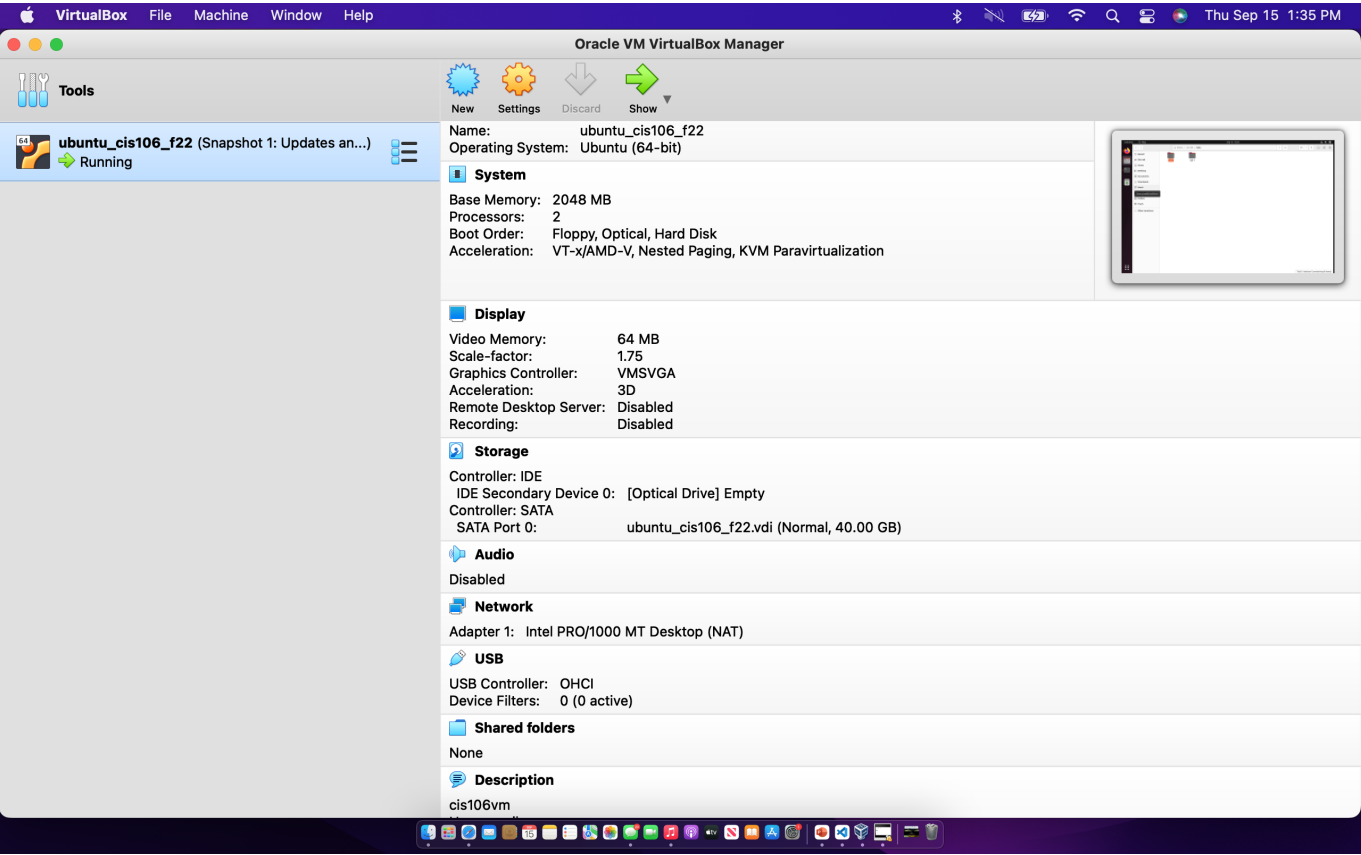 VirtualBox File Machine Window Help Thu Sep 15 1:35 PM
Oracle VM VirtualBox Manager
Tools
New Settings Discard Show
64
ubuntu_cis106_f22 (Snapshot 1: Updates an...)
Running
Name: ubuntu_cis106_f22
Operating System: Ubuntu (64-bit)
System
Base Memory: 2048 MB
Processors: 2
Boot Order: Floppy, Optical, Hard Disk
Acceleration: VT-x/AMD-V, Nested Paging, KVM Paravirtualization
Display
Video Memory: 64 MB
Scale-factor: 1.75
Graphics Controller: VMSVGA
Acceleration: 3D
Remote Desktop Server: Disabled
Recording: Disabled
Storage
Controller: IDE
IDE Secondary Device 0: [Optical Drive] Empty
Controller: SATA
SATA Port 0: ubuntu_cis106_f22.vdi (Normal, 40.00 GB)
Audio
Disabled
Network
Adapter 1: Intel PRO/1000 MT Desktop (NAT)
USB
USB Controller: OHCI
Device Filters: 0 (0 active)
Shared folders
None
Description
cis106vm
15